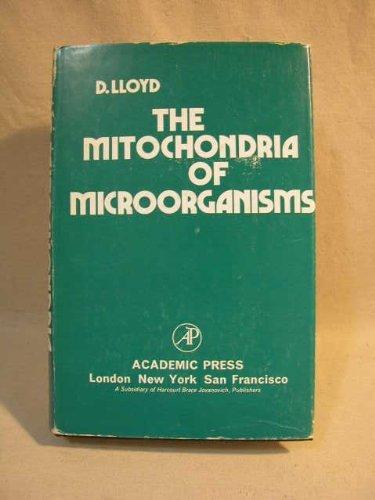 D. LLOYD
THE
MITOCHONDRIA
OF
MICROORGANISMS
AP
ACADEMIC PRESS
London New York San Francisco
A Subsidiary of Harcourt Brace Jovanovich, Publishers